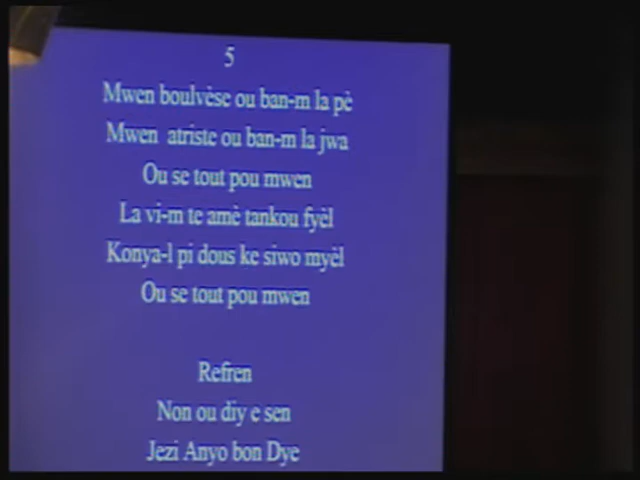 5
Mwen boulvèse ou ban-m la pè
Mwen atriste ou ban-m la jwa
Ou se tout pou mwen
La vi-m te amè tankou fyèl
Konya-l pi dous ke siwo myèl
Ou se tout pou mwen
Refren
Non ou diy e sen
Jezi Anyo bon Dye